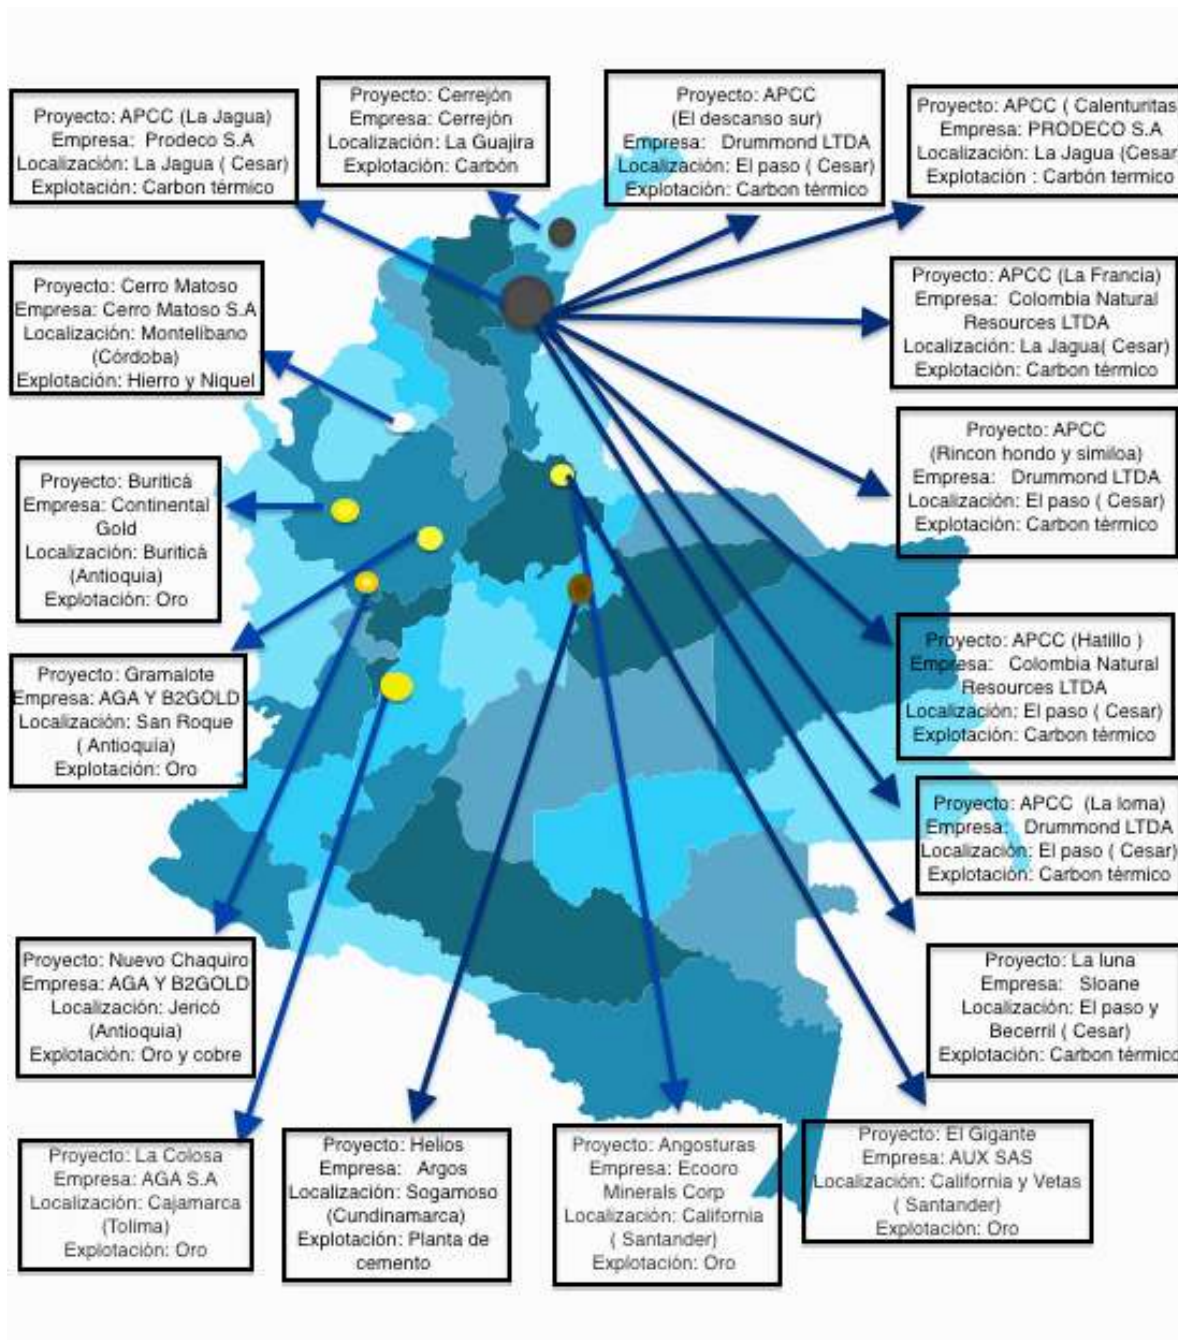 Proyecto: APCC (La Jagua)
Empresa: Prodeco S.A
Localización: La Jagua ( Cesar)
Explotación: Carbon térmico
Proyecto: Cerrejón
Empresa: Cerrejón
Localización: La Guajira
Explotación: Carbón
Proyecto: APCC
(El descanso sur)
Empresa: Drummond LTDA
Localización: El paso ( Cesar)
Explotación: Carbon térmico
Proyecto: APCC ( Calenturitas
Empresa: PRODECO S.A
Localización: La Jagua (Cesar
Explotación : Carbón termico
Proyecto: Cerro Matoso
Empresa: Cerro Matoso S.A
Localización: Montelíbano
(Córdoba)
Explotación: Hierro y Niquel
Proyecto: APCC (La Francia)
Empresa: Colombia Natural
Resources LTDA
Localización: La Jagua( Cesar)
Explotación: Carbon térmico
Proyecto: APCC
(Rincon hondo y similoa)
Empresa: Drummond LTDA
Localización: El paso ( Cesar)
Explotación: Carbon térmico
Proyecto: Buriticá
Empresa: Continental
Gold
Localización: Buriticá
(Antioquia)
Explotación: Oro
Proyecto: APCC (Hatillo )
Empresa: Colombia Natural
Resources LTDA
Localización: El paso ( Cesar)
Explotación: Carbon térmico
Proyecto: Gramalote
Empresa: AGA Y B2GOLD
Localización: San Roque
( Antioquía)
Explotación: Oro
Proyecto: APCC (La loma)
Empresa: Drummond LTDA
Localización: El paso ( Cesar)
Explotación: Carbon térmico
Proyecto: Nuevo Chaquiro
Empresa: AGA Y B2GOLD
Localización: Jericó
(Antioquia)
Explotación: Oro y cobre
Proyecto: La luna
Empresa: Sloane
Localización: El paso y
Becerril ( Cesar)
Explotación: Carbon térmico
Proyecto: La Colosa
Empresa: AGA S.A
Localización: Cajamarca
(Tolima)
Explotación: Oro
Proyecto: Helios
Empresa: Argos
Localización: Sogamoso
(Cundinamarca)
Explotación: Planta de
cemento
Proyecto: Angosturas
Empresa: Ecooro
Minerals Corp
Localización: California
( Santander)
Explotación: Oro
Proyecto: El Gigante
Empresa: AUX SAS
Localización: California y Vetas
( Santander)
Explotación: Oro